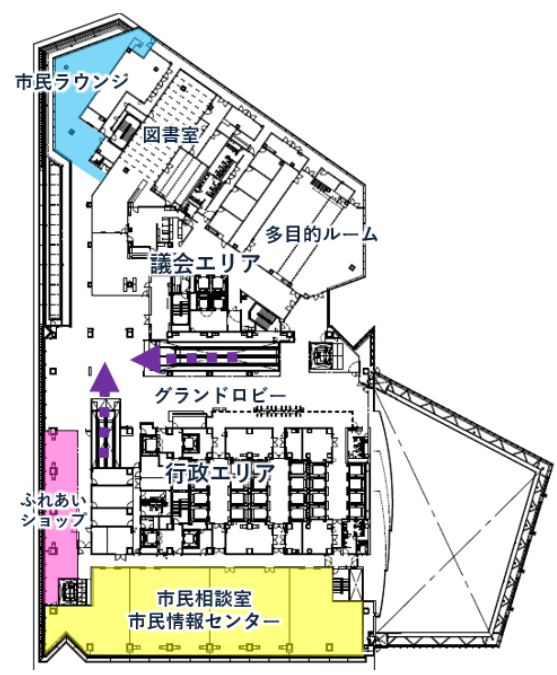 市民ラウンジ
図書室
多目的ルーム
議会エリア
グランドロビー
行政エリア
ふれあい
ショップ
市民相談室
市民情報センター